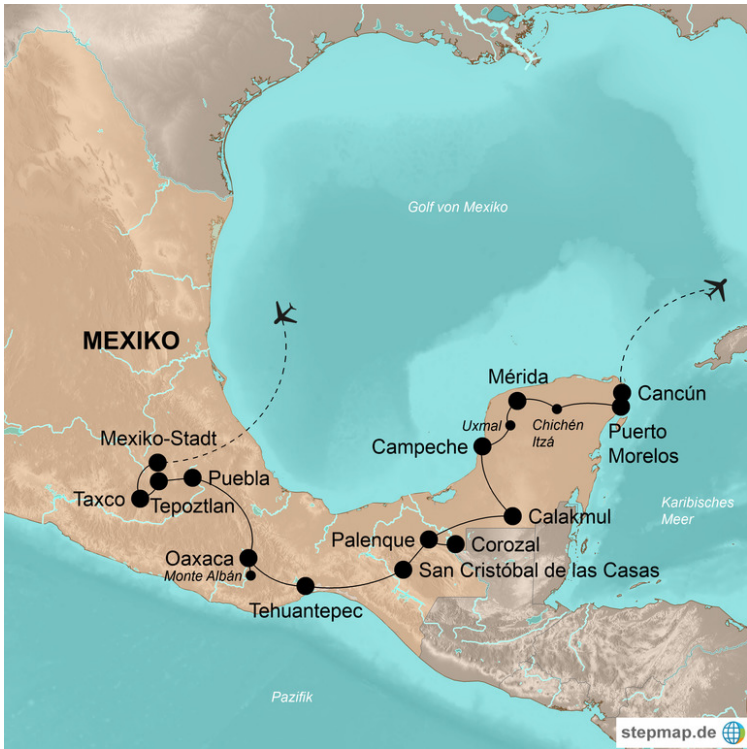 Golf von Mexiko
MEXIKO
Mérida
Cancún
Uxmal
Chichén
Itzá
Puerto
Morelos
Mexiko-Stadt
Campeche
Puebla
Taxco
Tepoztlan
Karibisches
Meer
Calakmul
Palenque
Corozal
Oaxaca
Monte Albán
San Cristóbal de las Casas
Tehuantepec
Pazifik
stepmap.de